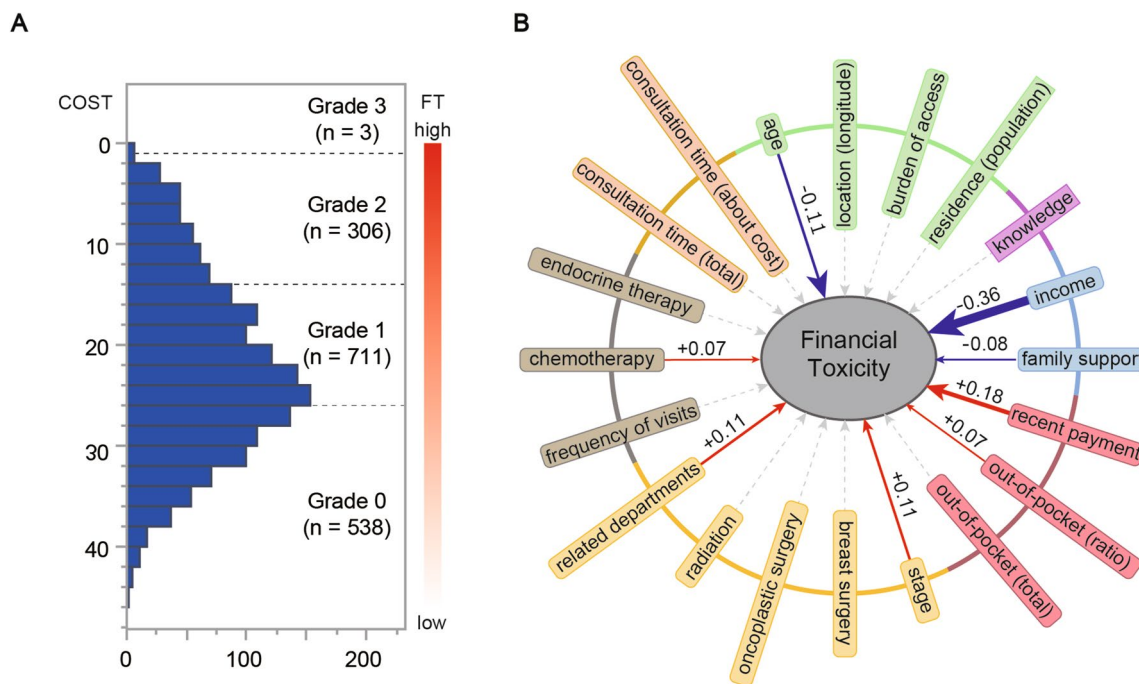 A
COST
FT
high
low
Grade 3
(n = 3)
Grade 2
(n = 306)
Grade 1
(n = 711)
Grade 0
(n = 538)
0
10
20
30
40
0
100
200
B
age
location (longitude)
burden of access
residence (population)
knowledge
income
family support
recent payment
out-of-pocket (ratio)
out-of-pocket (total)
stage
breast surgery
oncoplastic surgery
radiation
related departments
frequency of visits
chemotherapy
endocrine therapy
consultation time (total)
consultation time (about cost)
Financial
Toxicity
-0.11
-0.36
-0.08
+0.18
+0.07
+0.11
+0.11
+0.07